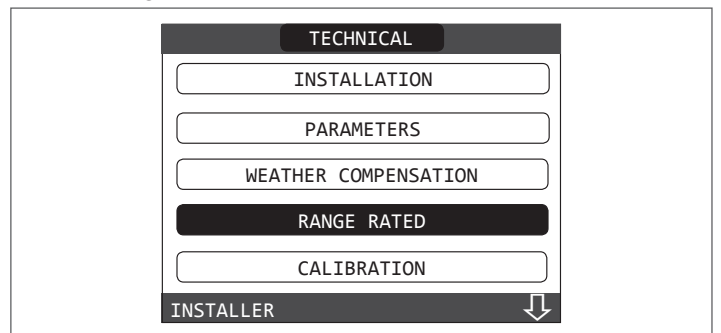 TECHNICAL
INSTALLATION
PARAMETERS
WEATHER COMPENSATION
RANGE RATED
CALIBRATION
INSTALLER